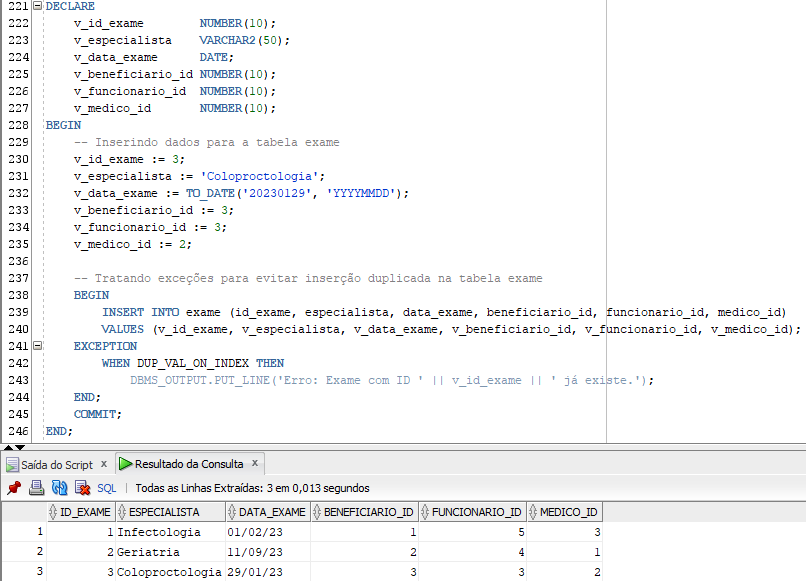 221 DECLARE
222 v_id_exame NUMBER(10);
223 v_especialista VARCHAR2(50);
224 v_data_exame DATE;
225 v_beneficiario_id NUMBER(10);
226 v_funcionario_id NUMBER(10);
227 v_medico_id NUMBER(10);
228 BEGIN
229 -- Inserindo dados para a tabela exame
230 v_id_exame := 3;
231 v_especialista := 'Coloproctologia';
232 v_data_exame := TO_DATE('20230129', 'YYYYMMDD');
233 v_beneficiario_id := 3;
234 v_funcionario_id := 3;
235 v_medico_id := 2;
236
237 -- Tratando exceções para evitar inserção duplicada na tabela exame
238 BEGIN
239 INSERT INTO exame (id_exame, especialista, data_exame, beneficiario_id, funcionario_id, medico_id)
240 VALUES (v_id_exame, v_especialista, v_data_exame, v_beneficiario_id, v_funcionario_id, v_medico_id);
241 EXCEPTION
242 WHEN DUP_VAL_ON_INDEX THEN
243 DBMS_OUTPUT.PUT_LINE('Erro: Exame com ID ' || v_id_exame || ' já existe.');
244 END;
245 COMMIT;
246 END;
Saída do Script x Resultado da Consulta x
SQL | Todas as Linhas Extraídas: 3 em 0,013 segundos
ID_EXAME ESPECIALISTA DATA_EXAME BENEFICIARIO_ID FUNCIONARIO_ID MEDICO_ID
1 1 Infectologia 01/02/23 1 5 3
2 2 Geriatria 11/09/23 2 4 1
3 3 Coloproctologia 29/01/23 3 3 2